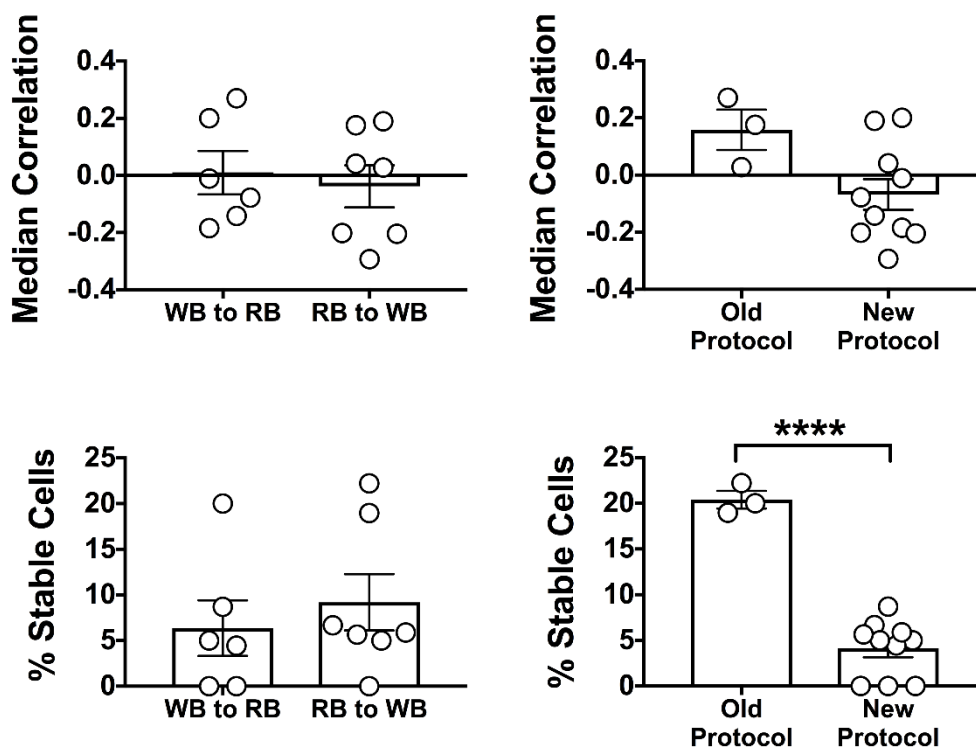 Median Correlation
0.4
0.2
0.0
-0.2
-0.4
WB to RB
RB to WB
Median Correlation
0.4
0.2
0.0
-0.2
-0.4
Old
Protocol
New
Protocol
% Stable Cells
25
20
15
10
5
0
WB to RB
RB to WB
% Stable Cells
25
20
15
10
5
0
****
Old
Protocol
New
Protocol